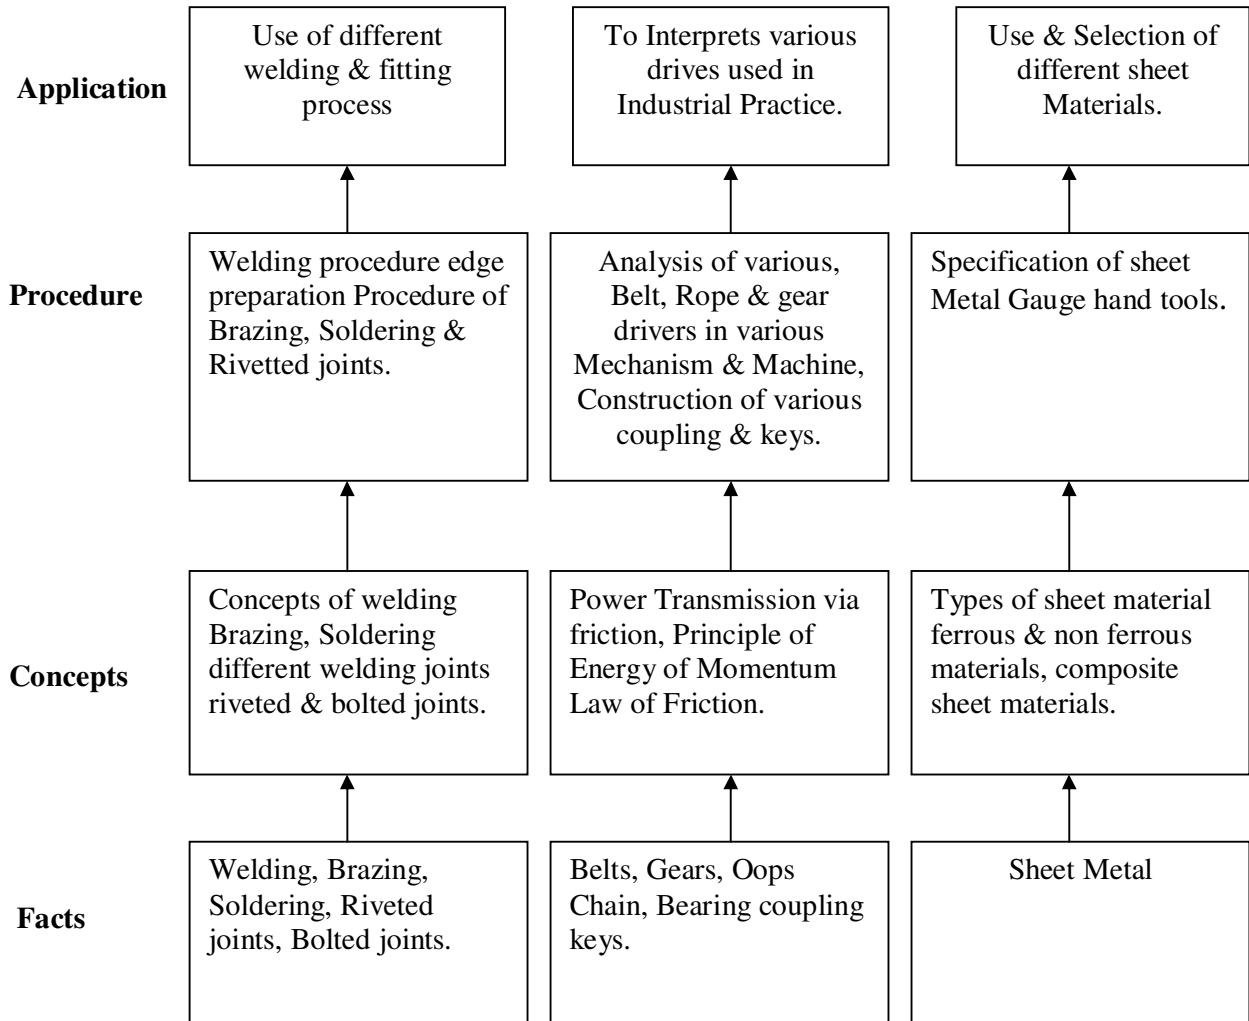 Application
Use of different
welding & fitting
process
To Interprets various
drives used in
Industrial Practice.
Use & Selection of
different sheet
Materials.
Procedure
Welding procedure edge
preparation Procedure of
Brazing, Soldering &
Rivetted joints.
Analysis of various,
Belt, Rope & gear
drivers in various
Mechanism & Machine,
Construction of various
coupling & keys.
Specification of sheet
Metal Gauge hand tools.
Concepts
Concepts of welding
Brazing, Soldering
different welding joints
riveted & bolted joints.
Power Transmission via
friction, Principle of
Energy of Momentum
Law of Friction.
Types of sheet material
ferrous & non ferrous
materials, composite
sheet materials.
Facts
Welding, Brazing,
Soldering, Riveted
joints, Bolted joints.
Belts, Gears, Oops
Chain, Bearing coupling
keys.
Sheet Metal